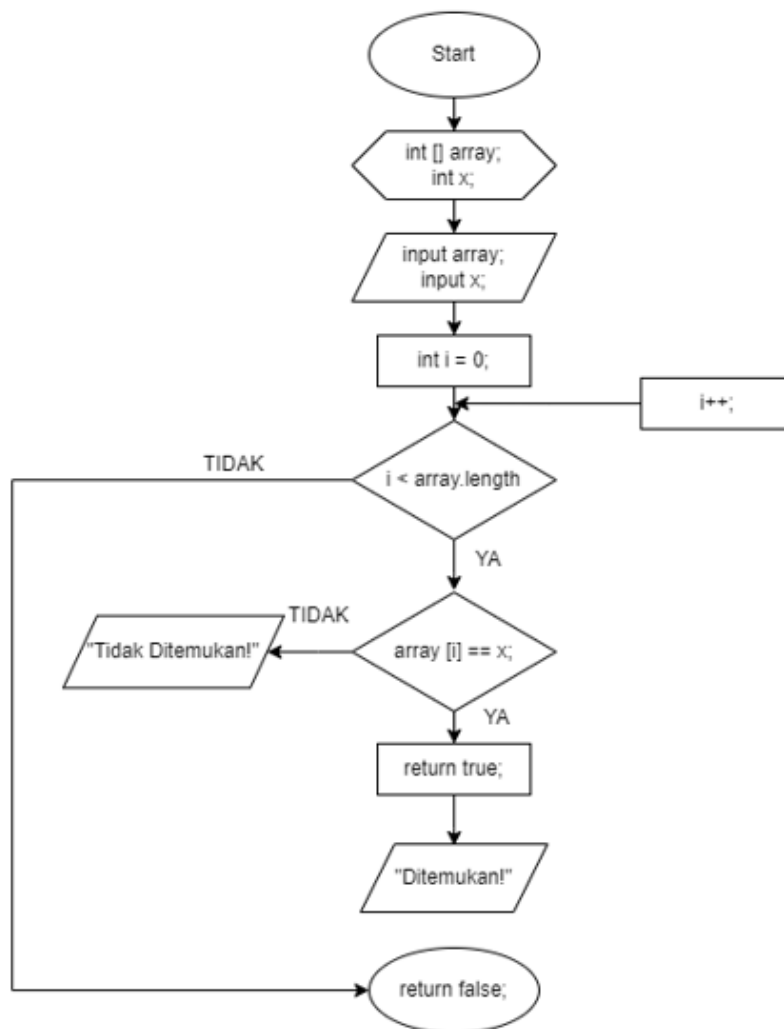 Start
int [] array;
int x;
input array;
input x;
int i = 0;
i++;
TIDAK
i < array.length
YA
TIDAK
"Tidak Ditemukan!"
array [i] == x;
YA
return true;
"Ditemukan!"
return false;